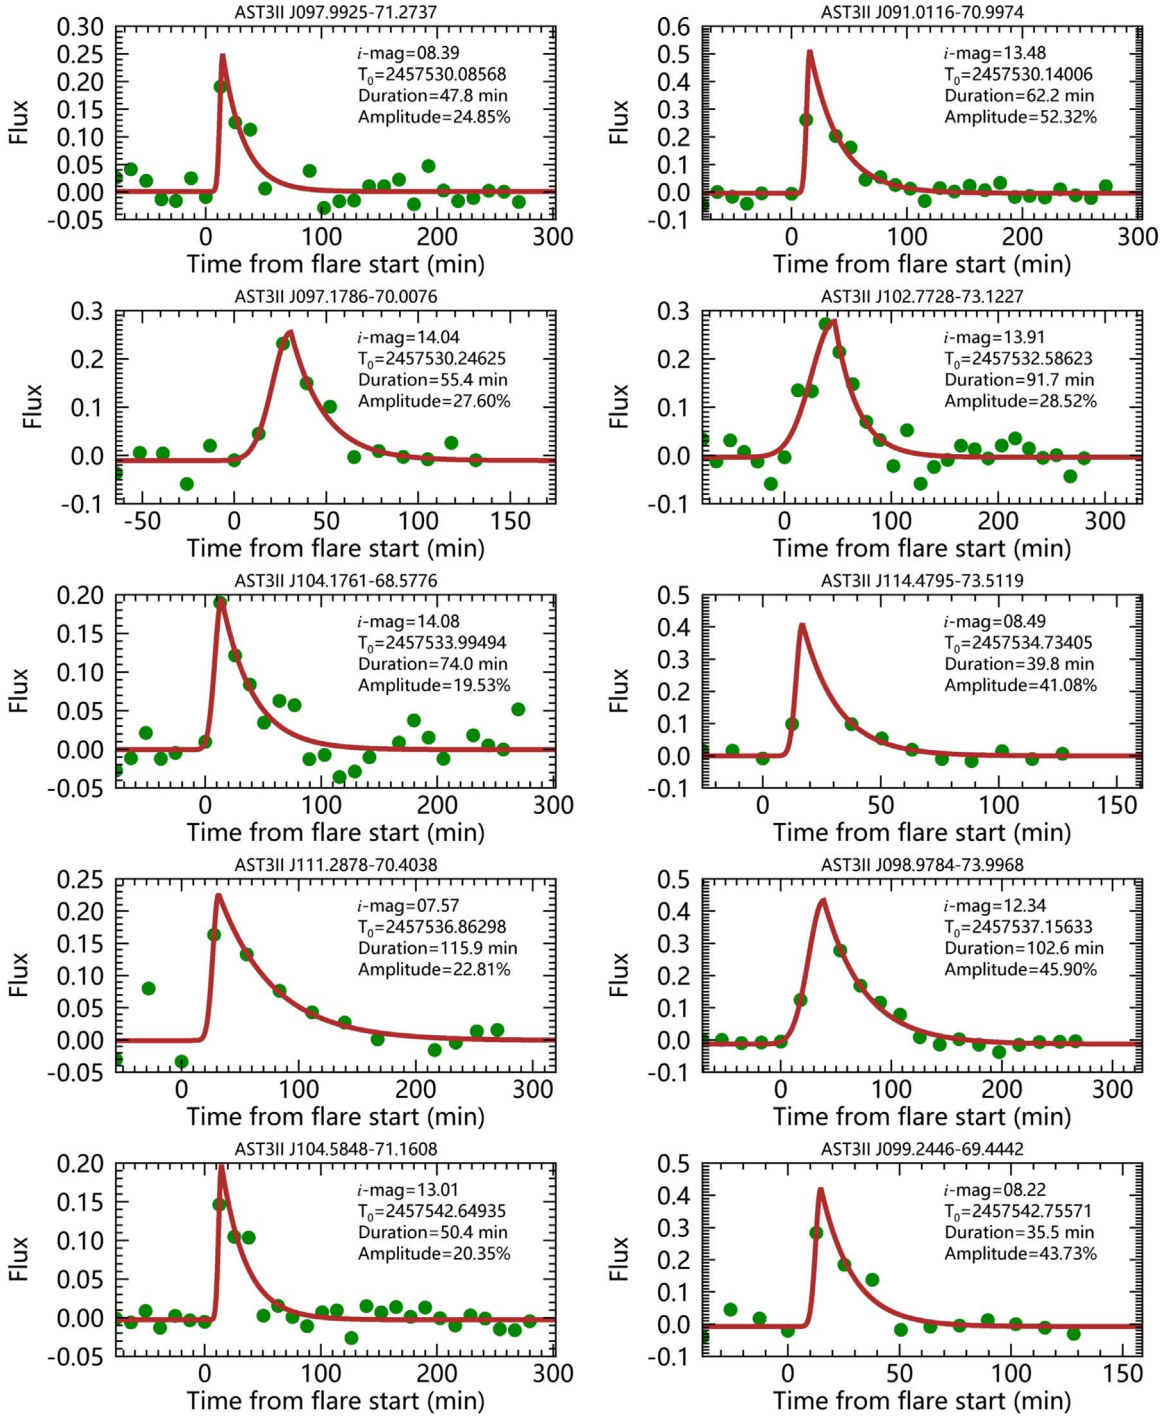 AST3II J097.9925-71.2737
i-mag=08.39
T0=2457530.08568
Duration=47.8 min
Amplitude=24.85%
0.30
0.25
0.20
0.15
0.10
0.05
0.00
-0.05
Flux
0 100 200 300
Time from flare start (min)
AST3II J091.0116-70.9974
i-mag=13.48
T0=2457530.14006
Duration=62.2 min
Amplitude=52.32%
0.6
0.5
0.4
0.3
0.2
0.1
0.0
-0.1
Flux
0 100 200 300
Time from flare start (min)
AST3II J097.1786-70.0076
i-mag=14.04
T0=2457530.24625
Duration=55.4 min
Amplitude=27.60%
0.3
0.2
0.1
0.0
-0.1
Flux
-50 0 50 100 150
Time from flare start (min)
AST3II J102.7728-73.1227
i-mag=13.91
T0=2457532.58623
Duration=91.7 min
Amplitude=28.52%
0.3
0.2
0.1
0.0
-0.1
Flux
0 100 200 300
Time from flare start (min)
AST3II J104.1761-68.5776
i-mag=14.08
T0=2457533.99494
Duration=74.0 min
Amplitude=19.53%
0.20
0.15
0.10
0.05
0.00
-0.05
Flux
0 100 200 300
Time from flare start (min)
AST3II J114.4795-73.5119
i-mag=08.49
T0=2457534.73405
Duration=39.8 min
Amplitude=41.08%
0.5
0.4
0.3
0.2
0.1
0.0
-0.1
Flux
0 50 100 150
Time from flare start (min)
AST3II J111.2878-70.4038
i-mag=07.57
T0=2457536.86298
Duration=115.9 min
Amplitude=22.81%
0.25
0.20
0.15
0.10
0.05
0.00
-0.05
Flux
0 100 200 300
Time from flare start (min)
AST3II J098.9784-73.9968
i-mag=12.34
T0=2457537.15633
Duration=102.6 min
Amplitude=45.90%
0.5
0.4
0.3
0.2
0.1
0.0
-0.1
Flux
0 100 200 300
Time from flare start (min)
AST3II J104.5848-71.1608
i-mag=13.01
T0=2457542.64935
Duration=50.4 min
Amplitude=20.35%
0.20
0.15
0.10
0.05
0.00
-0.05
Flux
0 100 200 300
Time from flare start (min)
AST3II J099.2446-69.4442
i-mag=08.22
T0=2457542.75571
Duration=35.5 min
Amplitude=43.73%
0.5
0.4
0.3
0.2
0.1
0.0
-0.1
Flux
0 50 100 150
Time from flare start (min)